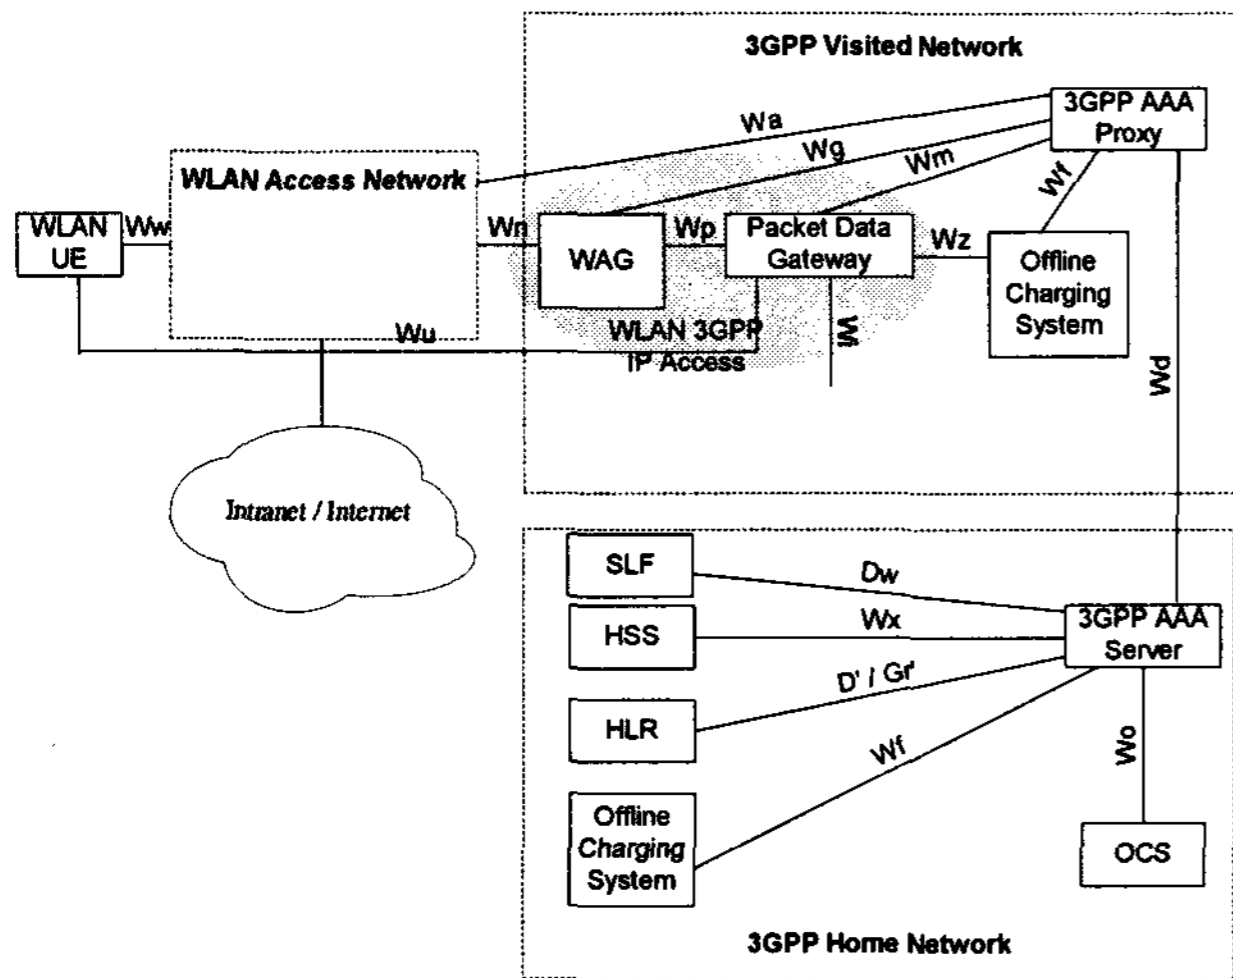 3GPP Visited Network
3GPP AAA
Proxy
Wa
Wg
Wm
Wf
WLAN Access Network
WLAN
UE
Ww
Wn
WAG
Wp
Packet Data
Gateway
Wz
Offline
Charging
System
Wu
WLAN 3GPP
IP Access
Wi
Wd
Intranet / Internet
SLF
Dw
HSS
Wx
3GPP AAA
Server
HLR
D' / Gr'
Wf
Wo
Offline
Charging
System
OCS
3GPP Home Network